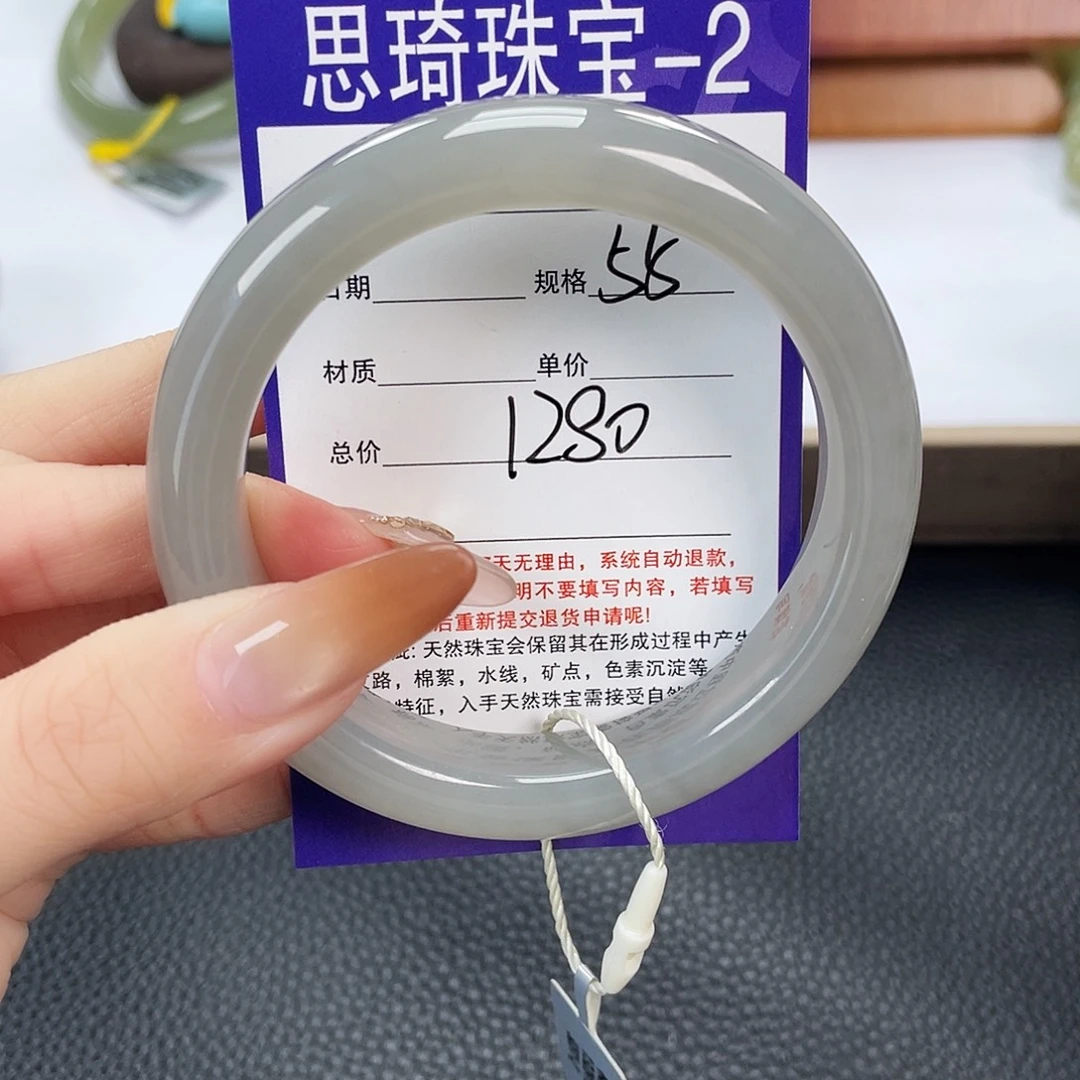 思琦珠宝-2
日期 规格 58
材质 单价
总价 1280
天无理由，系统自动退款，
明不要填写内容，若填写
后重新提交退货申请呢!
疵: 天然珠宝会保留其在形成过程中产生
纹路，棉絮，水线，矿点，色素沉淀等
特征，入手天然珠宝需接受自然